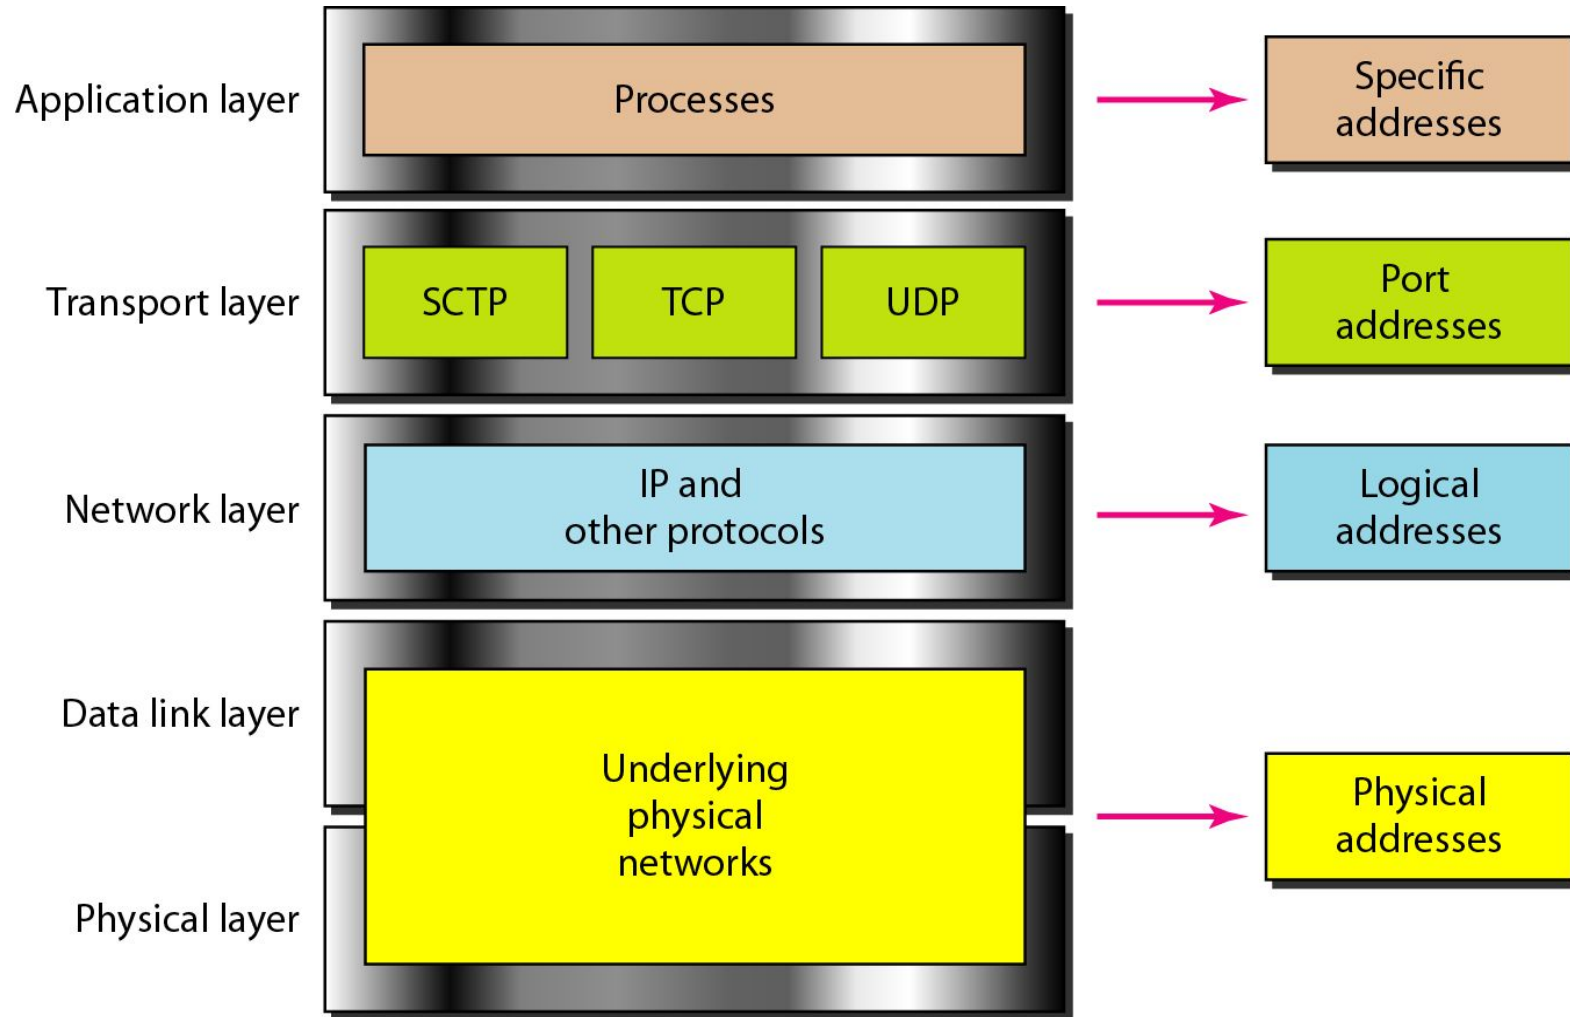 Application layer
Processes
Specific
addresses
Transport layer
SCTP
TCP
UDP
Port
addresses
Network layer
IP and
other protocols
Logical
addresses
Data link layer
Underlying
physical
networks
Physical
addresses
Physical layer